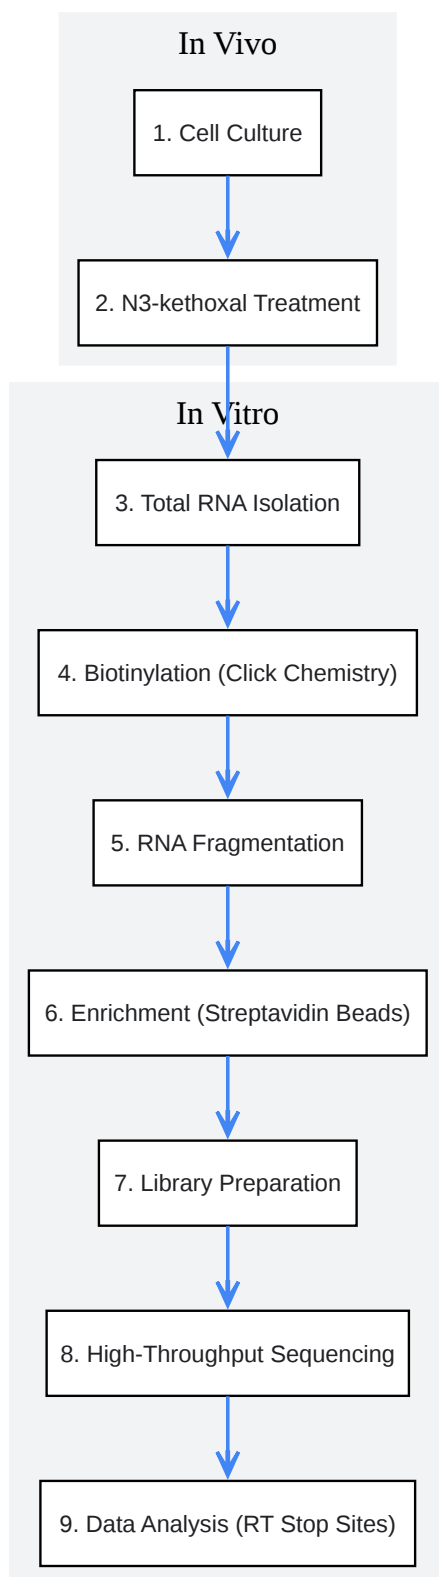 In Vivo
1. Cell Culture
2. N3-kethoxal Treatment
In Vitro
3. Total RNA Isolation
4. Biotinylation (Click Chemistry)
5. RNA Fragmentation
6. Enrichment (Streptavidin Beads)
7. Library Preparation
8. High-Throughput Sequencing
9. Data Analysis (RT Stop Sites)